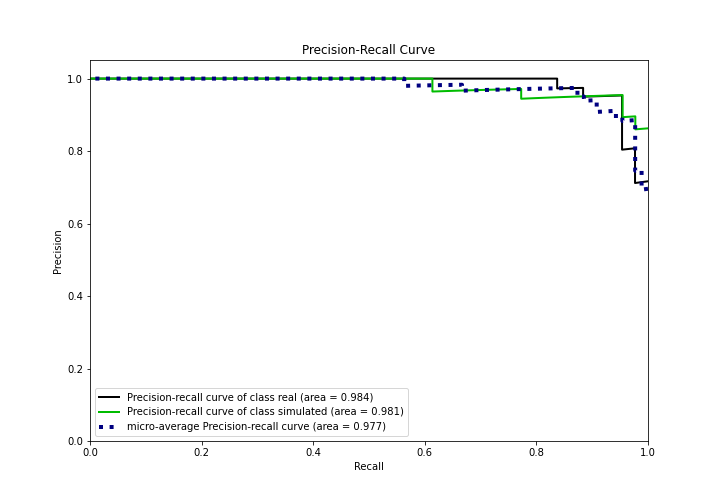 Precision-Recall Curve
1.0
0.8
0.6
0.4
0.2
0.0
Precision
Precision-recall curve of class real (area = 0.984)
Precision-recall curve of class simulated (area = 0.981)
micro-average Precision-recall curve (area = 0.977)
0.0 0.2 0.4 0.6 0.8 1.0
Recall